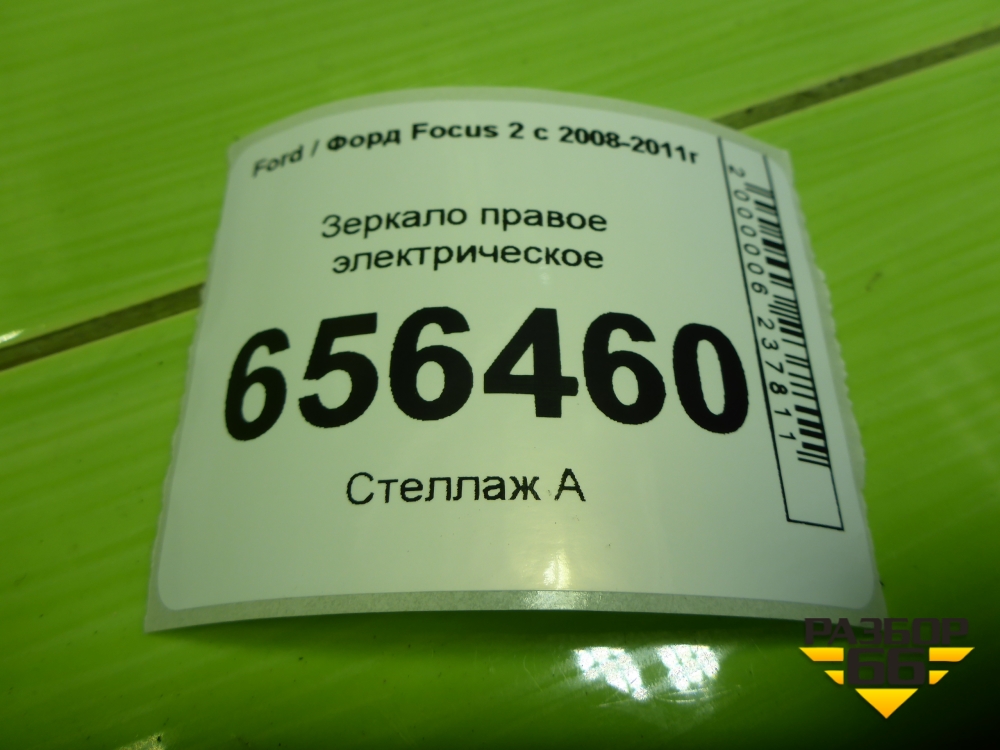 Ford / Форд Focus 2 с 2008-2011г
Зеркало правое
электрическое
656460
Стеллаж А
2000006237811
РАЗБОР
66